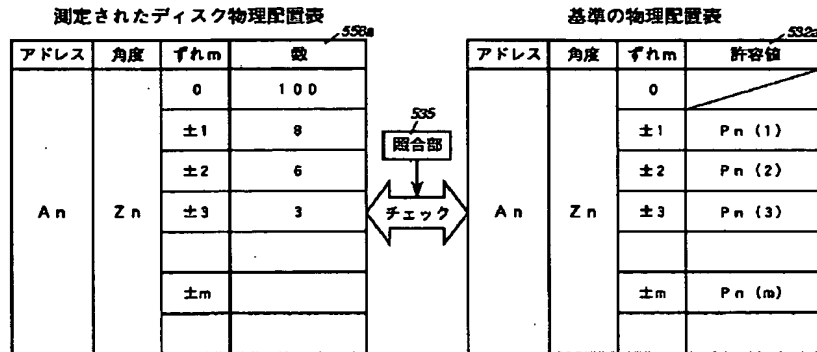 測定されたディスク物理配置表
558a
アドレス 角度 ずれm 数
0 100
±1 8
±2 6
An Zn ±3 3
±m
535
照合部
チェック
基準の物理配置表
532a
アドレス 角度 ずれm 許容値
0
±1 Pn (1)
±2 Pn (2)
An Zn ±3 Pn (3)
±m Pn (m)